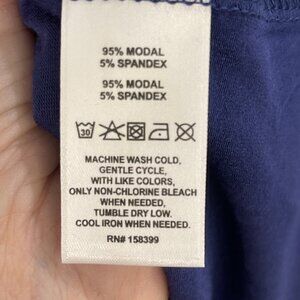 95% MODAL
5% SPANDEX
95% MODAL
5% SPANDEX
30
MACHINE WASH COLD,
GENTLE CYCLE,
WITH LIKE COLORS,
ONLY NON-CHLORINE BLEACH
WHEN NEEDED,
TUMBLE DRY LOW.
COOL IRON WHEN NEEDED.
RN# 158399